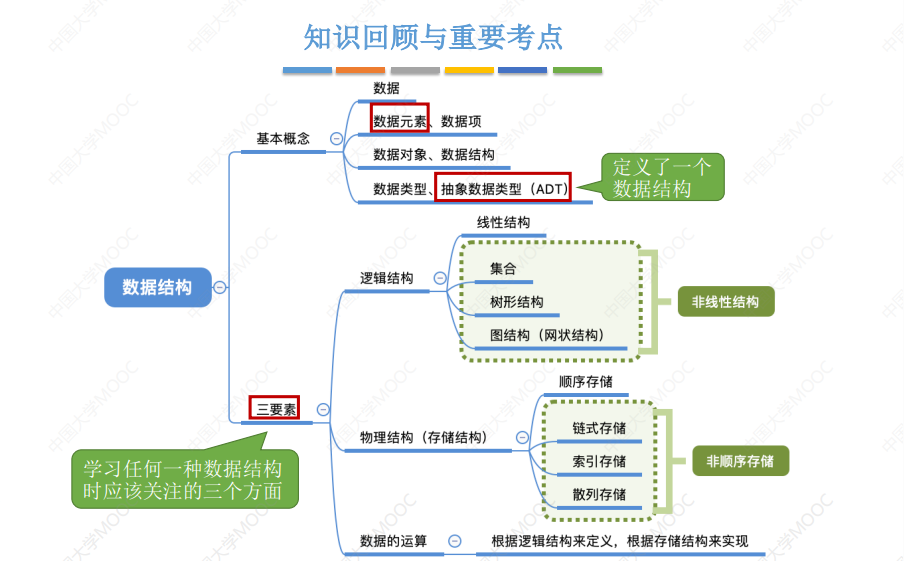 知识回顾与重要考点
数据
数据元素、数据项
基本概念
数据对象、数据结构
数据类型、抽象数据类型（ADT）
定义了一个
数据结构
线性结构
逻辑结构
集合
树形结构
图结构（网状结构）
非线性结构
数据结构
三要素
学习任何一种数据结构
时应该关注的三个方面
顺序存储
物理结构（存储结构）
链式存储
索引存储
散列存储
非顺序存储
数据的运算
根据逻辑结构来定义，根据存储结构来实现
中国大学MOOC